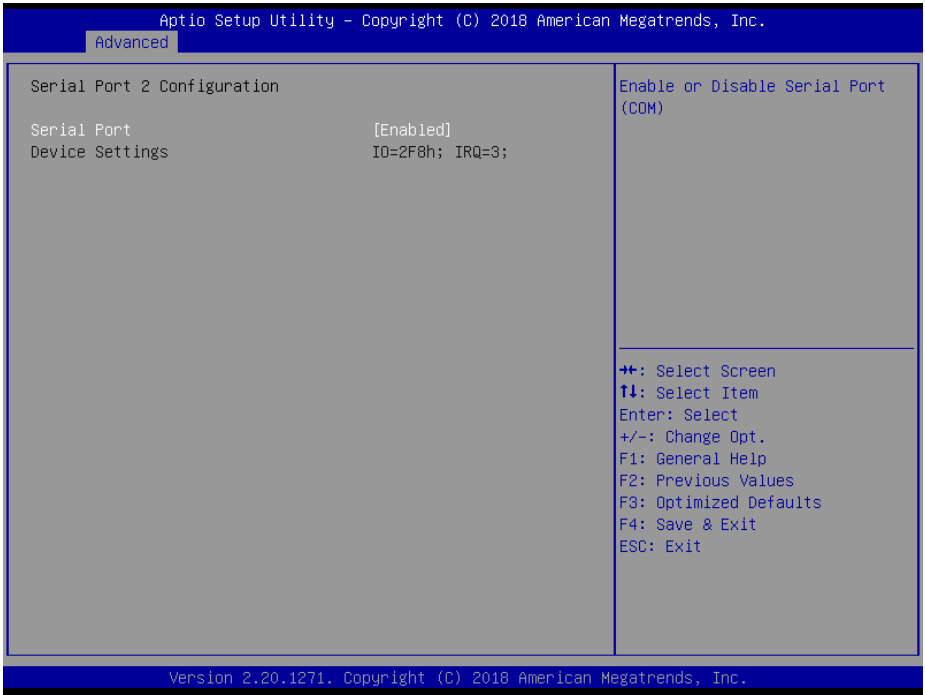 Aptio Setup Utility – Copyright (C) 2018 American Megatrends, Inc.
Advanced
Serial Port 2 Configuration
Serial Port [Enabled]
Device Settings IO=2F8h; IRQ=3;
Enable or Disable Serial Port
(COM)
→←: Select Screen
↑↓: Select Item
Enter: Select
+/-: Change Opt.
F1: General Help
F2: Previous Values
F3: Optimized Defaults
F4: Save & Exit
ESC: Exit
Version 2.20.1271. Copyright (C) 2018 American Megatrends, Inc.